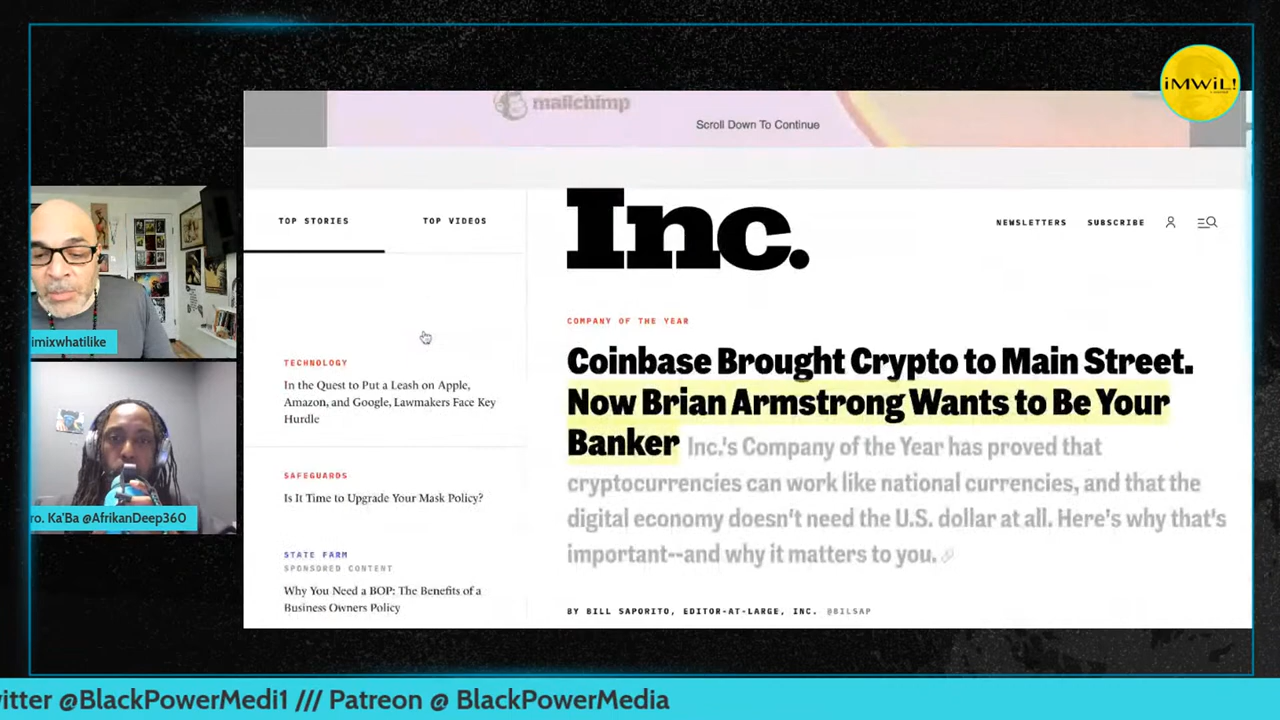 iMWiL!
mailchimp
Scroll Down To Continue
TOP STORIES
TOP VIDEOS
Inc.
NEWSLETTERS
SUBSCRIBE
COMPANY OF THE YEAR
Coinbase Brought Crypto to Main Street.
Now Brian Armstrong Wants to Be Your
Banker Inc.'s Company of the Year has proved that
cryptocurrencies can work like national currencies, and that the
digital economy doesn't need the U.S. dollar at all. Here's why that's
important--and why it matters to you.
BY BILL SAPORITO, EDITOR-AT-LARGE, INC. @BILSAP
TECHNOLOGY
In the Quest to Put a Leash on Apple,
Amazon, and Google, Lawmakers Face Key
Hurdle
SAFEGUARDS
Is It Time to Upgrade Your Mask Policy?
STATE FARM
SPONSORED CONTENT
Why You Need a BOP: The Benefits of a
Business Owners Policy
imixwhatilike
ro. Ka'Ba @AfrikanDeep360
itter @BlackPowerMedi1 /// Patreon @ BlackPowerMedia